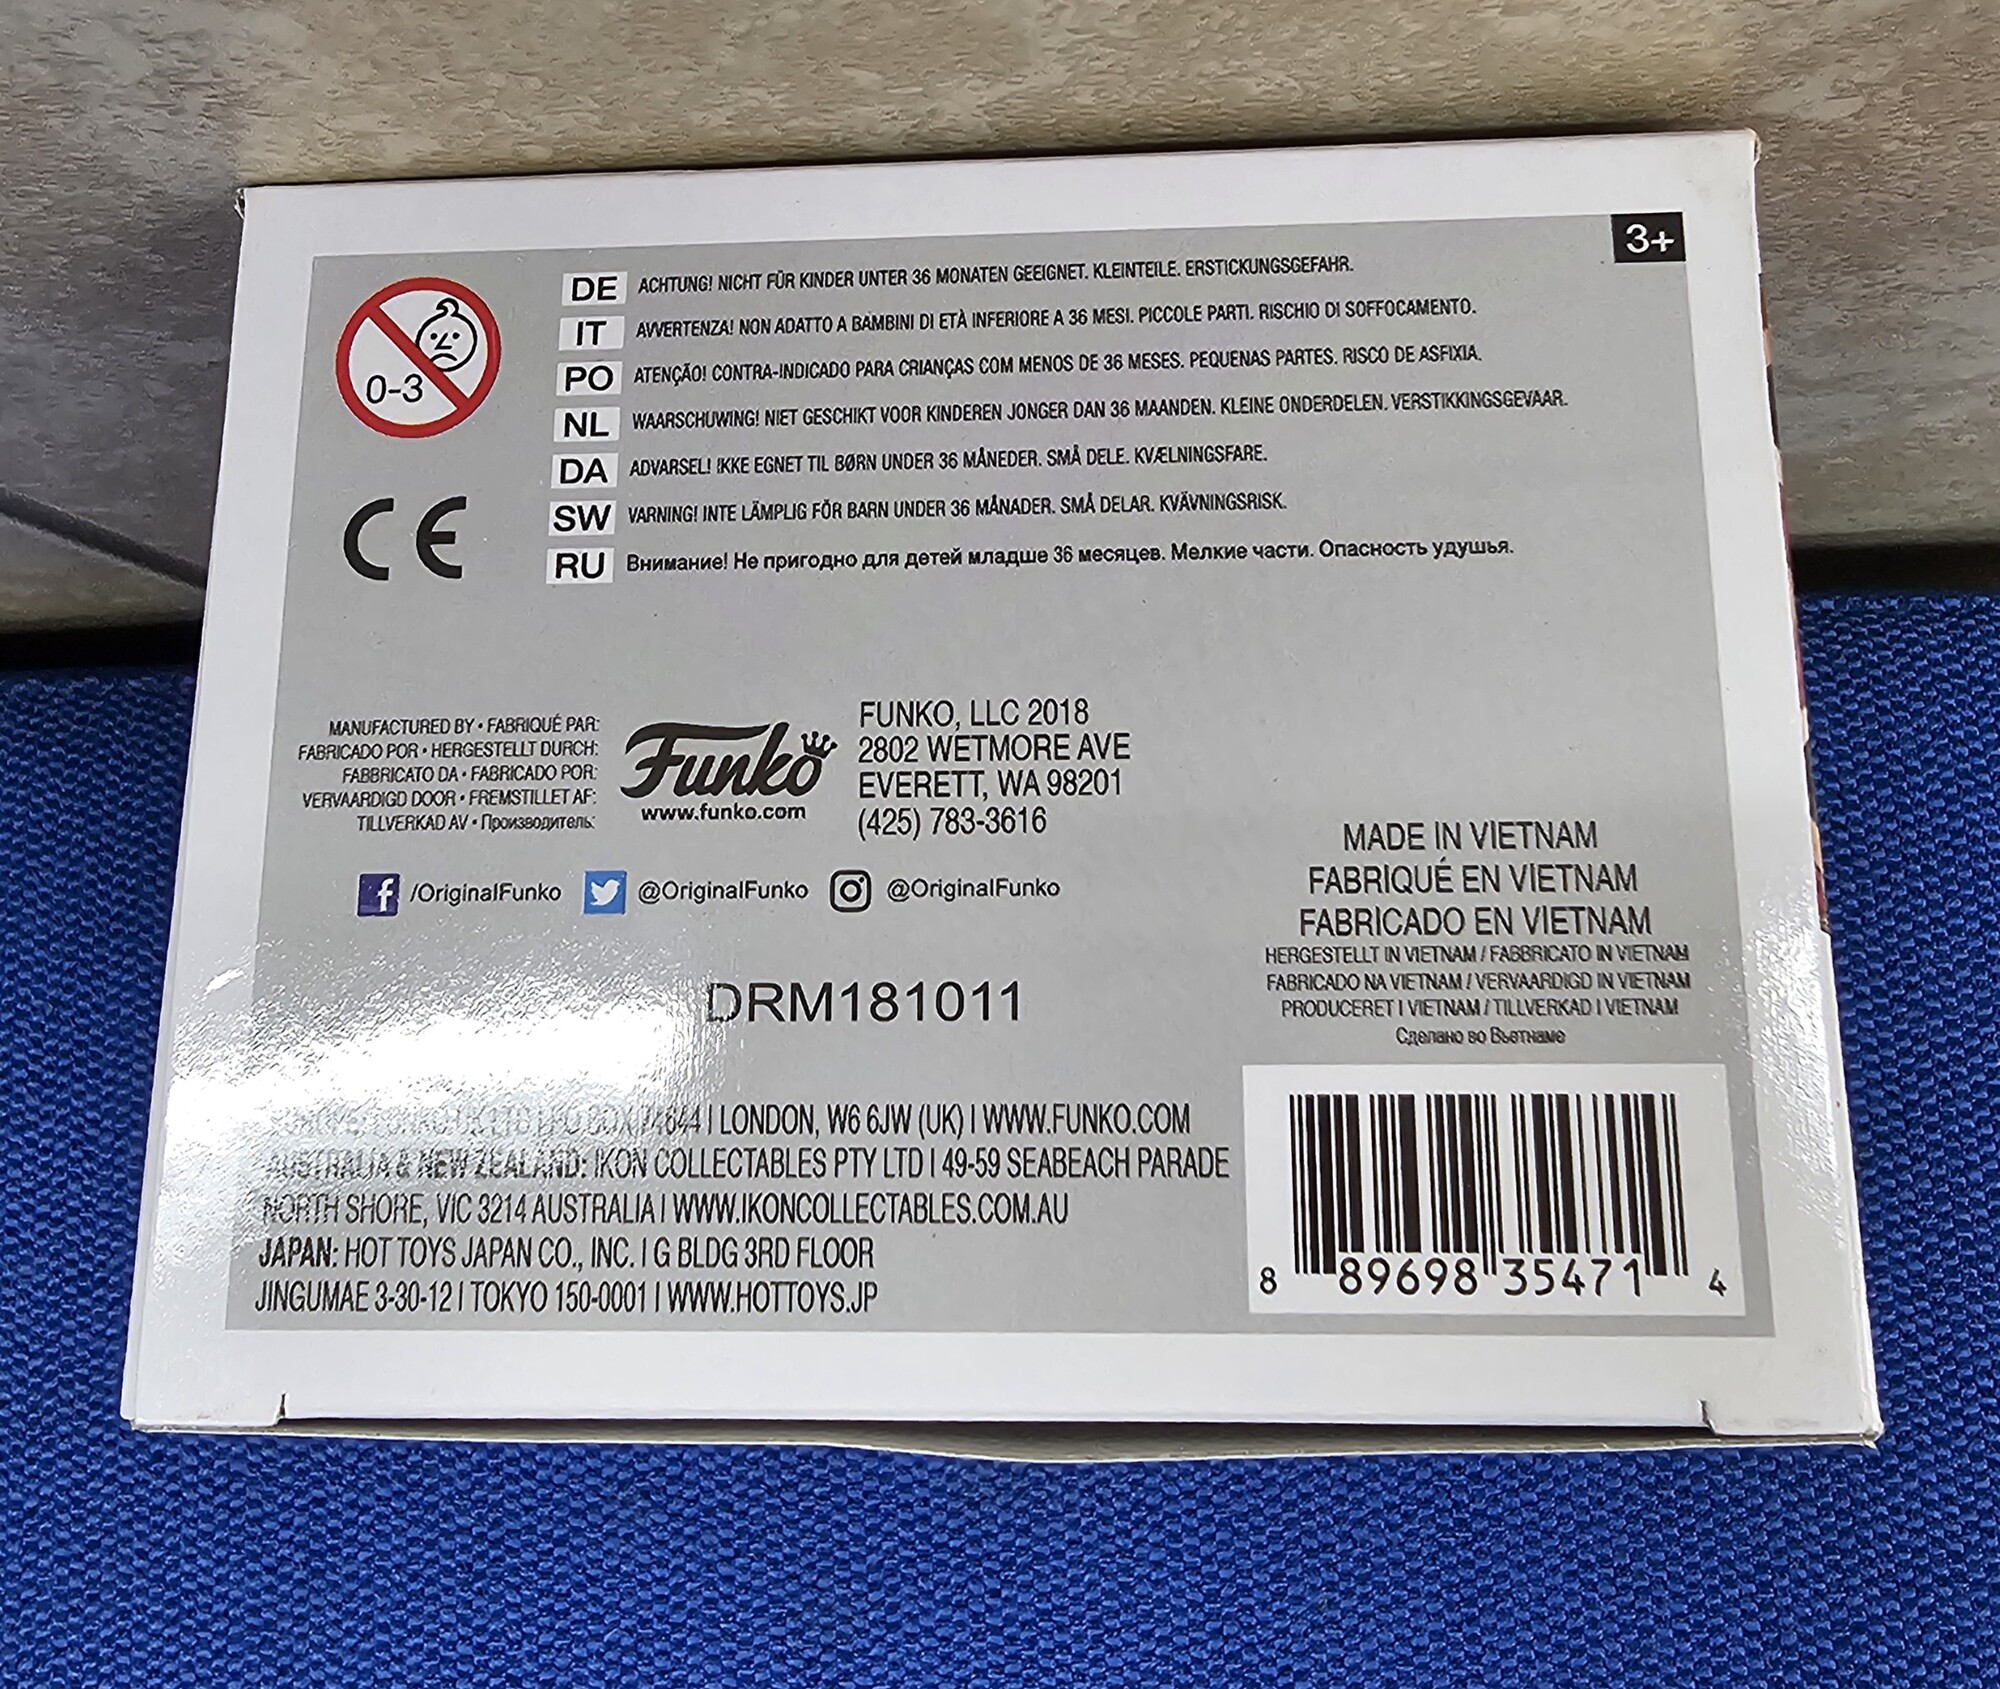 3+
0-3
DE ACHTUNG! NICHT FÜR KINDER UNTER 36 MONATEN GEEIGNET. KLEINTEILE. ERSTICKUNGSGEFAHR.
IT AVVERTENZA! NON ADATTO A BAMBINI DI ETÀ INFERIORE A 36 MESI. PICCOLE PARTI. RISCHIO DI SOFFOCAMENTO.
PO ATENÇÃO! CONTRA-INDICADO PARA CRIANÇAS COM MENOS DE 36 MESES. PEQUENAS PARTES. RISCO DE ASFIXIA.
NL WAARSCHUWING! NIET GESCHIKT VOOR KINDEREN JONGER DAN 36 MAANDEN. KLEINE ONDERDELEN. VERSTIKKINGSGEVAAR.
DA ADVARSEL! IKKE EGNET TIL BØRN UNDER 36 MÅNEDER. SMÅ DELE. KVÆLNINGSFARE.
SW VARNING! INTE LÄMPLIG FÖR BARN UNDER 36 MÅNADER. SMÅ DELAR. KVÄVNINGSRISK.
RU Внимание! Не пригодно для детей младше 36 месяцев. Мелкие части. Опасность удушья.
CE
MANUFACTURED BY • FABRIQUÉ PAR:
FABRICADO POR • HERGESTELLT DURCH:
FABBRICATO DA • FABRICADO POR:
VERVAARDIGD DOOR • FREMSTILLET AF:
TILLVERKAD AV • Производитель:
Funko
www.funko.com
FUNKO, LLC 2018
2802 WETMORE AVE
EVERETT, WA 98201
(425) 783-3616
/OriginalFunko @OriginalFunko @OriginalFunko
MADE IN VIETNAM
FABRIQUÉ EN VIETNAM
FABRICADO EN VIETNAM
HERGESTELLT IN VIETNAM / FABBRICATO IN VIETNAM
FABRICADO NA VIETNAM / VERVAARDIGD IN VIETNAM
PRODUCERET I VIETNAM / TILLVERKAD I VIETNAM
Сделано во Вьетнаме
DRM181011
FUNKO UK LTD | PO BOX 74644 | LONDON, W6 6JW (UK) | WWW.FUNKO.COM
AUSTRALIA & NEW ZEALAND: IKON COLLECTABLES PTY LTD | 49-59 SEABEACH PARADE
NORTH SHORE, VIC 3214 AUSTRALIA | WWW.IKONCOLLECTABLES.COM.AU
JAPAN: HOT TOYS JAPAN CO., INC. | G BLDG 3RD FLOOR
JINGUMAE 3-30-12 | TOKYO 150-0001 | WWW.HOTTOYS.JP
8 89698 35471 4